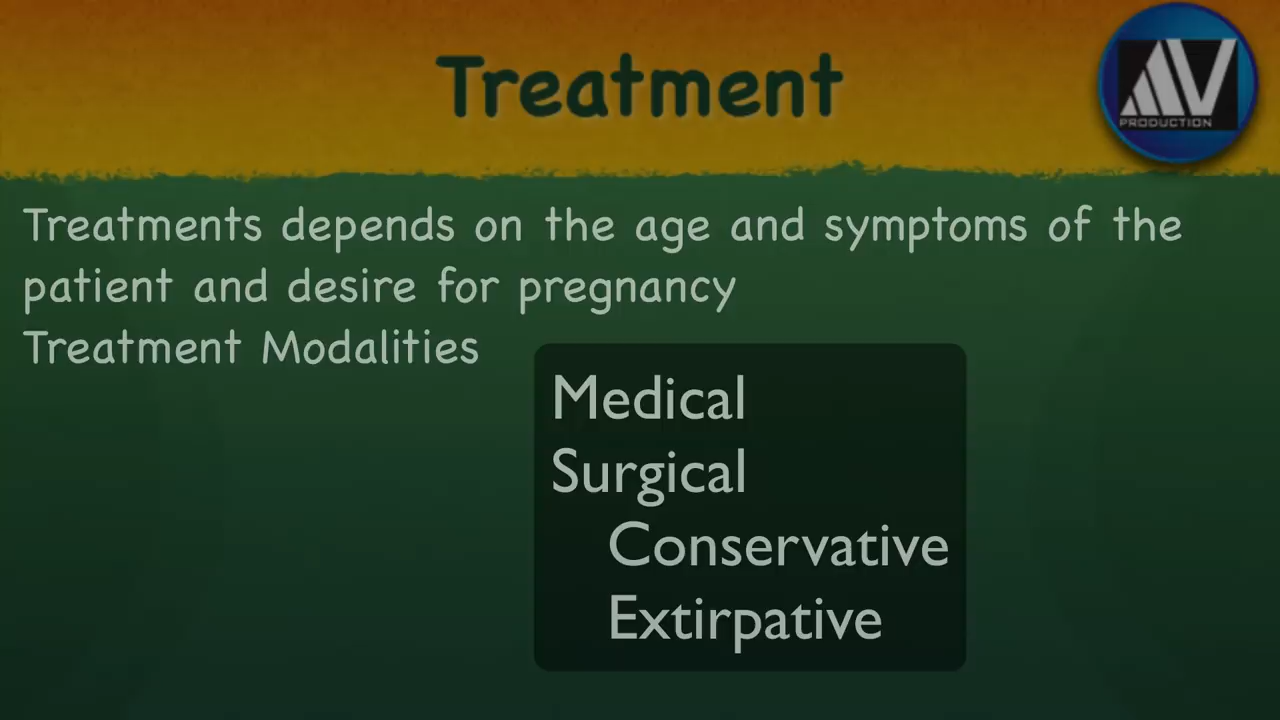 Treatment
AV
PRODUCTION
Treatments depends on the age and symptoms of the
patient and desire for pregnancy
Treatment Modalities
Medical
Surgical
Conservative
Extirpative